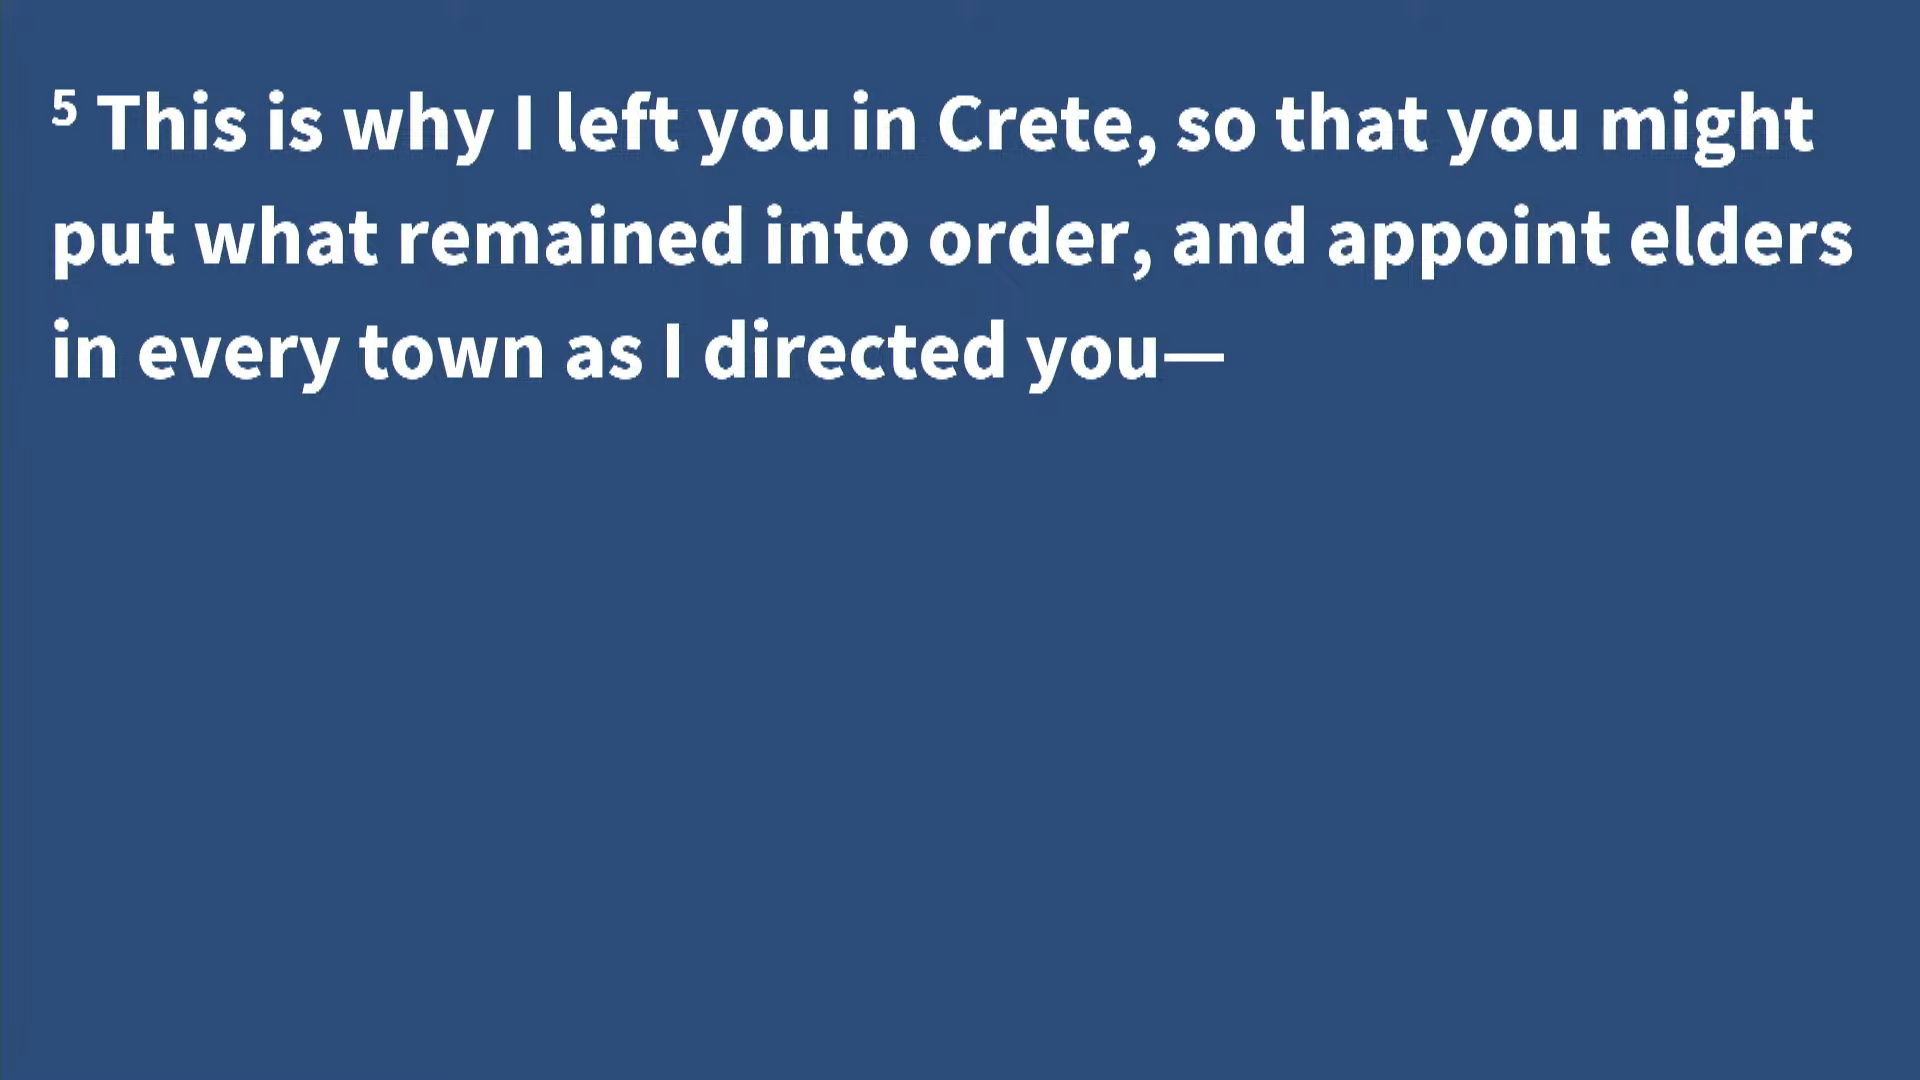 ⁵ This is why I left you in Crete, so that you might
put what remained into order, and appoint elders
in every town as I directed you—